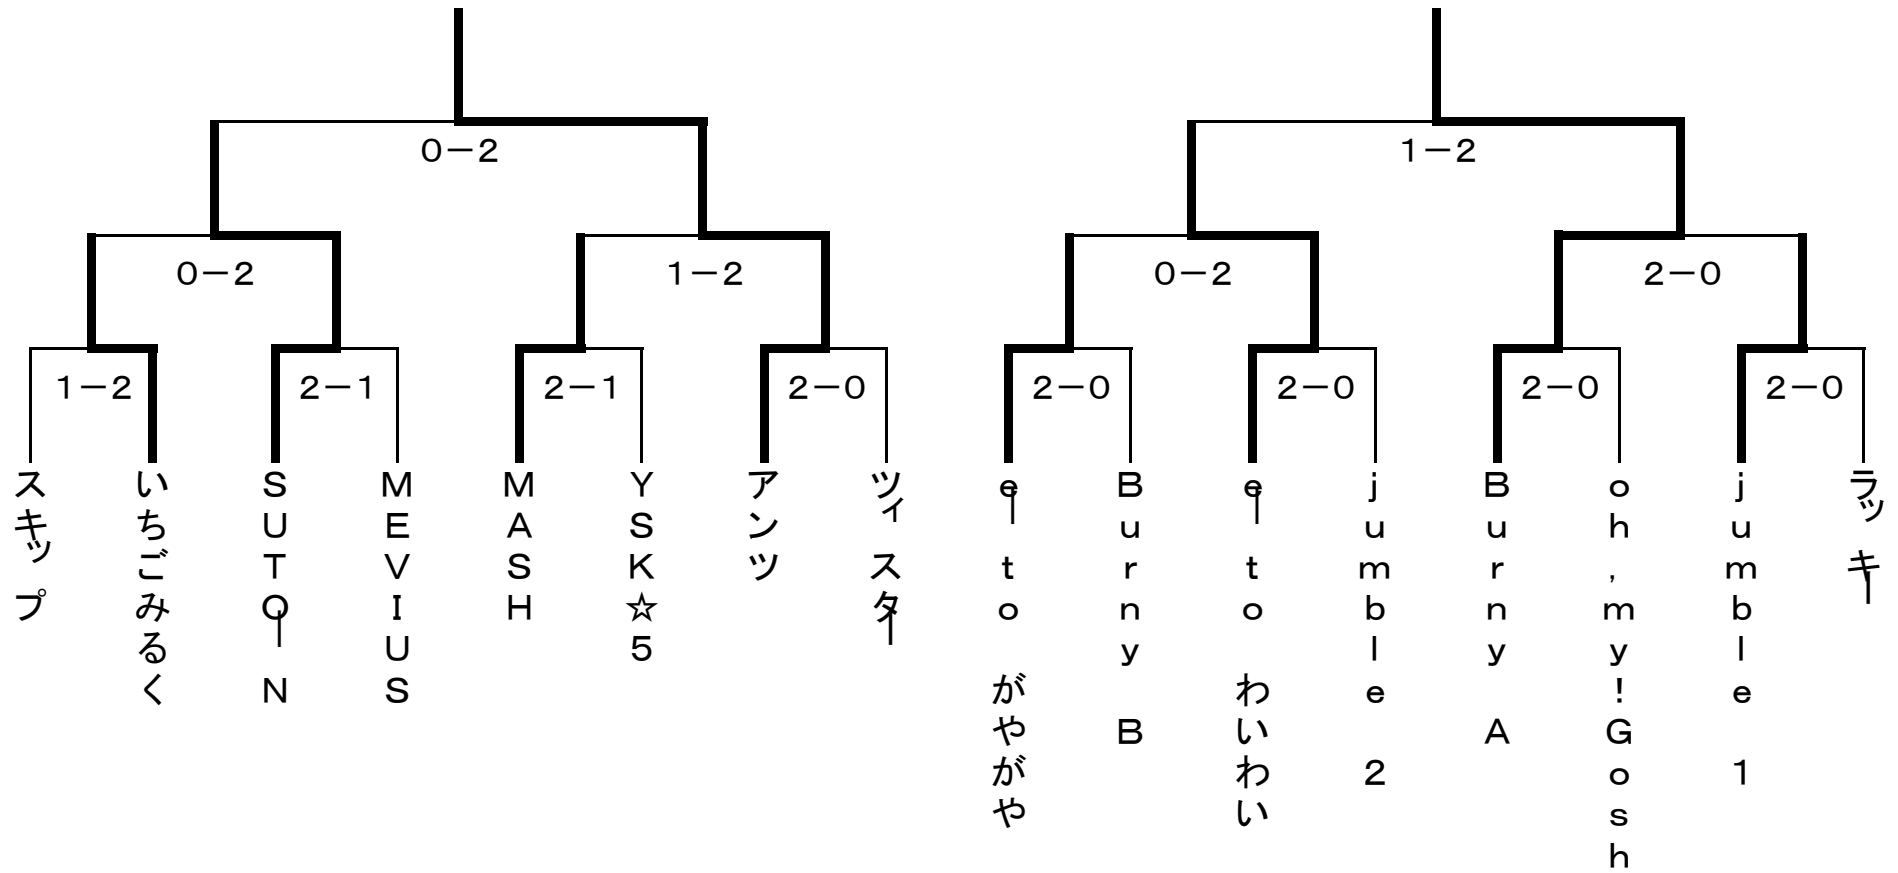 0－2
1－2
0－2
1－2
0－2
2－0
1－2
2－1
2－1
2－0
2－0
2－0
2－0
2－0
スキップ
いちごみるく
SUTO－N
MEVIUS
MASH
YSK☆5
アンツ
ツィスター
e－to がやがや
Burny B
e－to わいわい
jumble 2
Burny A
oh,my!Gosh
jumble 1
ラッキー